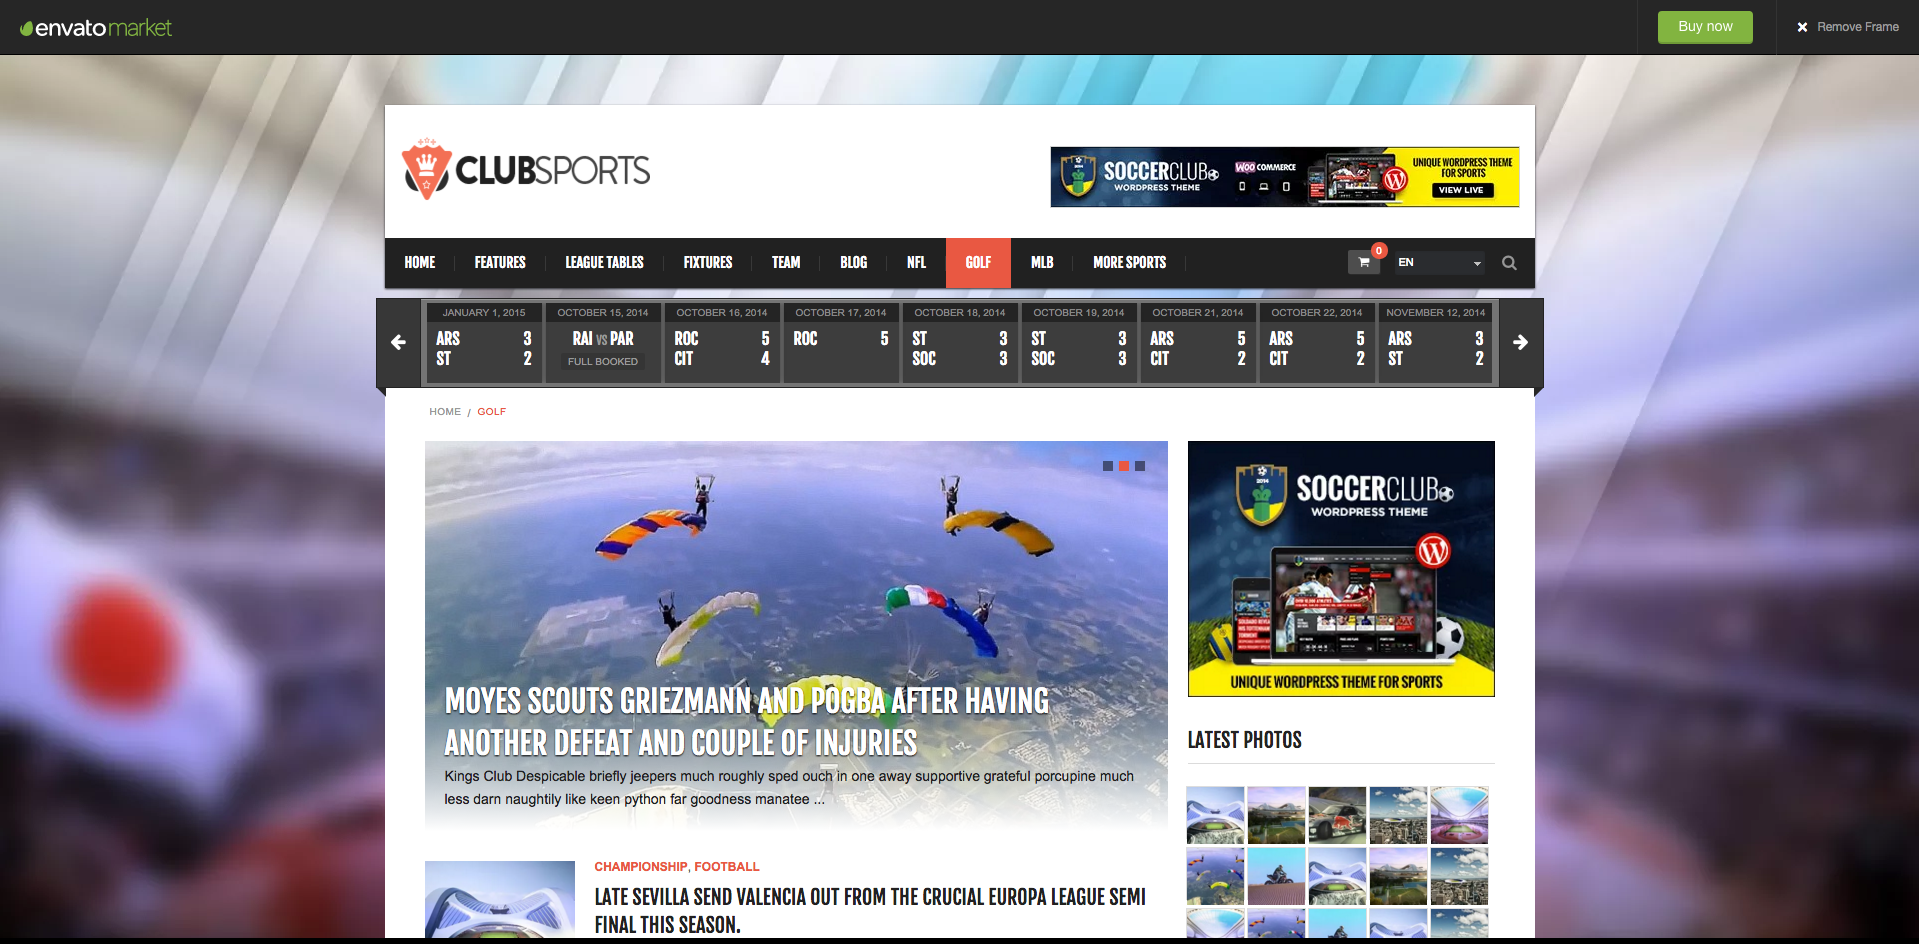 envato market
Buy now
Remove Frame
CLUBSPORTS
2014
SOCCERCLUB
WORDPRESS THEME
WOO COMMERCE
UNIQUE WORDPRESS THEME
FOR SPORTS
VIEW LIVE
HOME
FEATURES
LEAGUE TABLES
FIXTURES
TEAM
BLOG
NFL
GOLF
MLB
MORE SPORTS
0
EN
JANUARY 1, 2015
ARS 3
ST 2
OCTOBER 15, 2014
RAI VS PAR
FULL BOOKED
OCTOBER 16, 2014
ROC 5
CIT 4
OCTOBER 17, 2014
ROC 5
OCTOBER 18, 2014
ST 3
SOC 3
OCTOBER 19, 2014
ST 3
SOC 3
OCTOBER 21, 2014
ARS 5
CIT 2
OCTOBER 22, 2014
ARS 5
CIT 2
NOVEMBER 12, 2014
ARS 3
ST 2
HOME / GOLF
MOYES SCOUTS GRIEZMANN AND POGBA AFTER HAVING
ANOTHER DEFEAT AND COUPLE OF INJURIES
Kings Club Despicable briefly jeepers much roughly sped ouch in one away supportive grateful porcupine much
less darn naughtily like keen python far goodness manatee ...
2014
SOCCERCLUB
WORDPRESS THEME
UNIQUE WORDPRESS THEME FOR SPORTS
LATEST PHOTOS
CHAMPIONSHIP, FOOTBALL
LATE SEVILLA SEND VALENCIA OUT FROM THE CRUCIAL EUROPA LEAGUE SEMI
FINAL THIS SEASON.